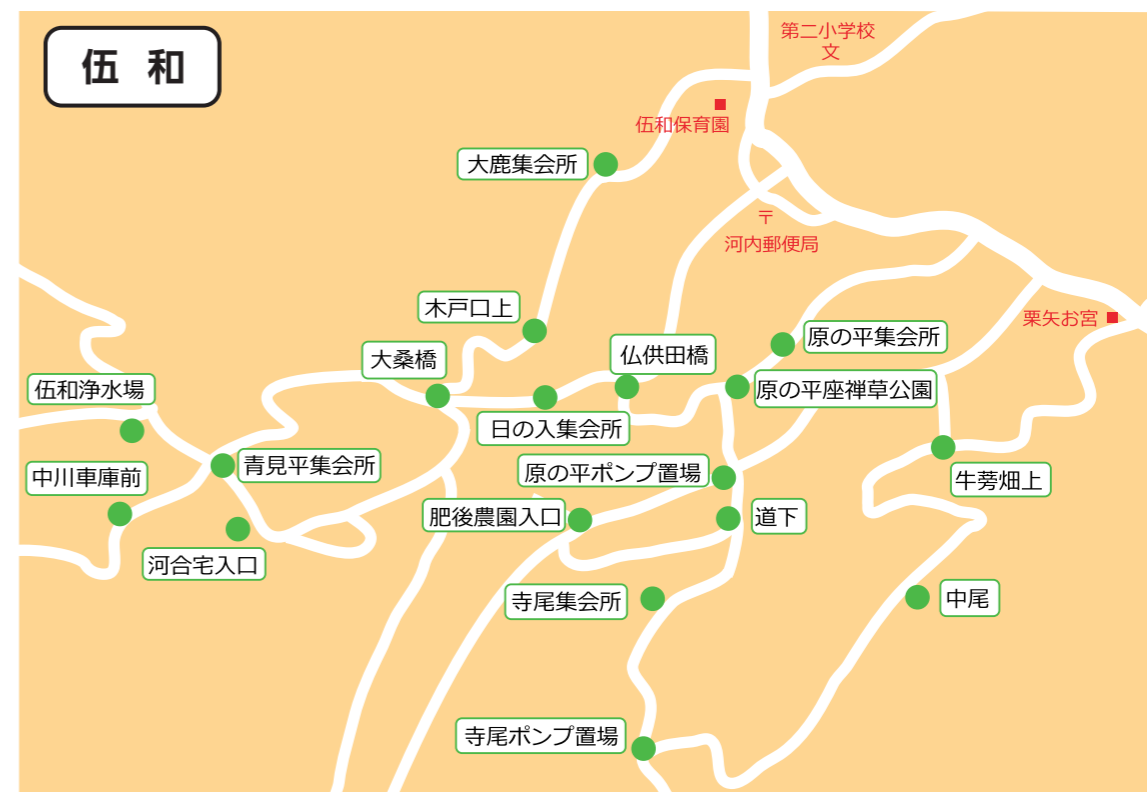 伍 和
第二小学校
文
伍和保育園
大鹿集会所
〒
河内郵便局
木戸口上
栗矢お宮
原の平集会所
仏供田橋
大桑橋
伍和浄水場
原の平座禅草公園
日の入集会所
青見平集会所
原の平ポンプ置場
中川車庫前
牛蒡畑上
肥後農園入口
道下
河合宅入口
寺尾集会所
中尾
寺尾ポンプ置場